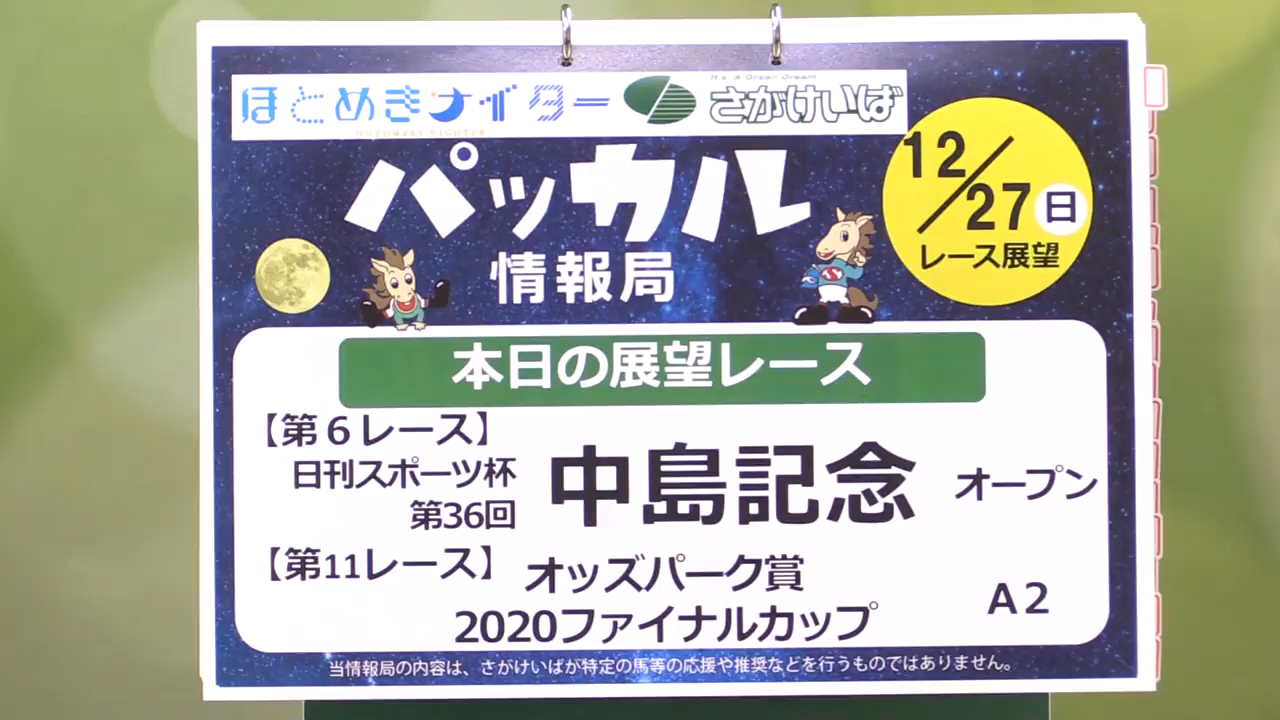 ほとめきナイター
HOTOMEKI NIGHTER
It's A Green Dream
さがけいば
12/27 日
レース展望
パッカル
情報局
本日の展望レース
【第６レース】
日刊スポーツ杯
第36回
中島記念
オープン
【第11レース】
オッズパーク賞
2020ファイナルカップ
Ａ２
当情報局の内容は、さがけいばが特定の馬等の応援や推奨などを行うものではありません。